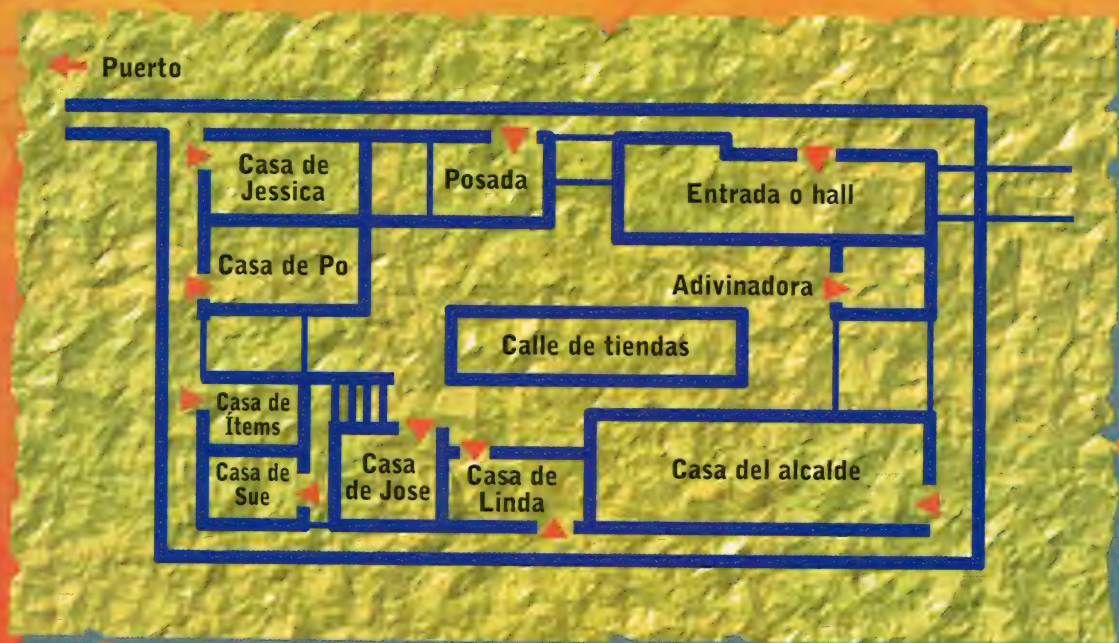 Puerto
Casa de
Jessica
Posada
Entrada o hall
Casa de Po
Adivinadora
Calle de tiendas
Casa de
Ítems
Casa de
Sue
Casa
de Jose
Casa de
Linda
Casa del alcalde